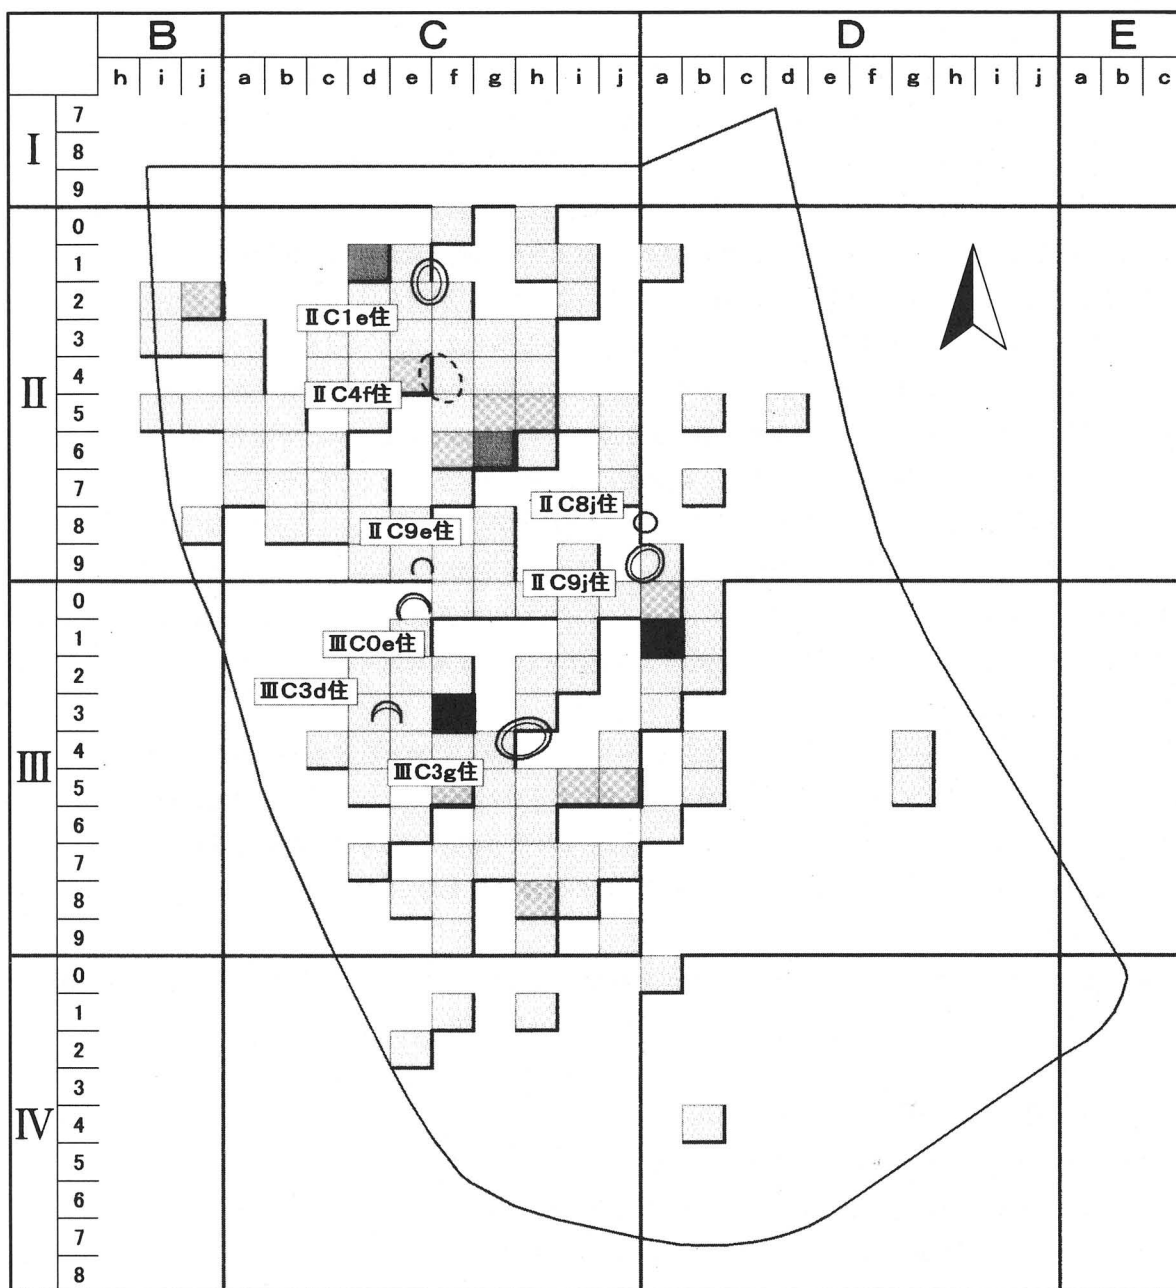 B C D E
h i j a b c d e f g h i j a b c d e f g h i j a b c
I
7
8
9
II
0
1
2
3
4
5
6
7
8
9
III
0
1
2
3
4
5
6
7
8
9
IV
0
1
2
3
4
5
6
7
8
ⅡC1e住
ⅡC4f住
ⅡC8j住
ⅡC9e住
ⅡC9j住
ⅢC0e住
ⅢC3d住
ⅢC3g住